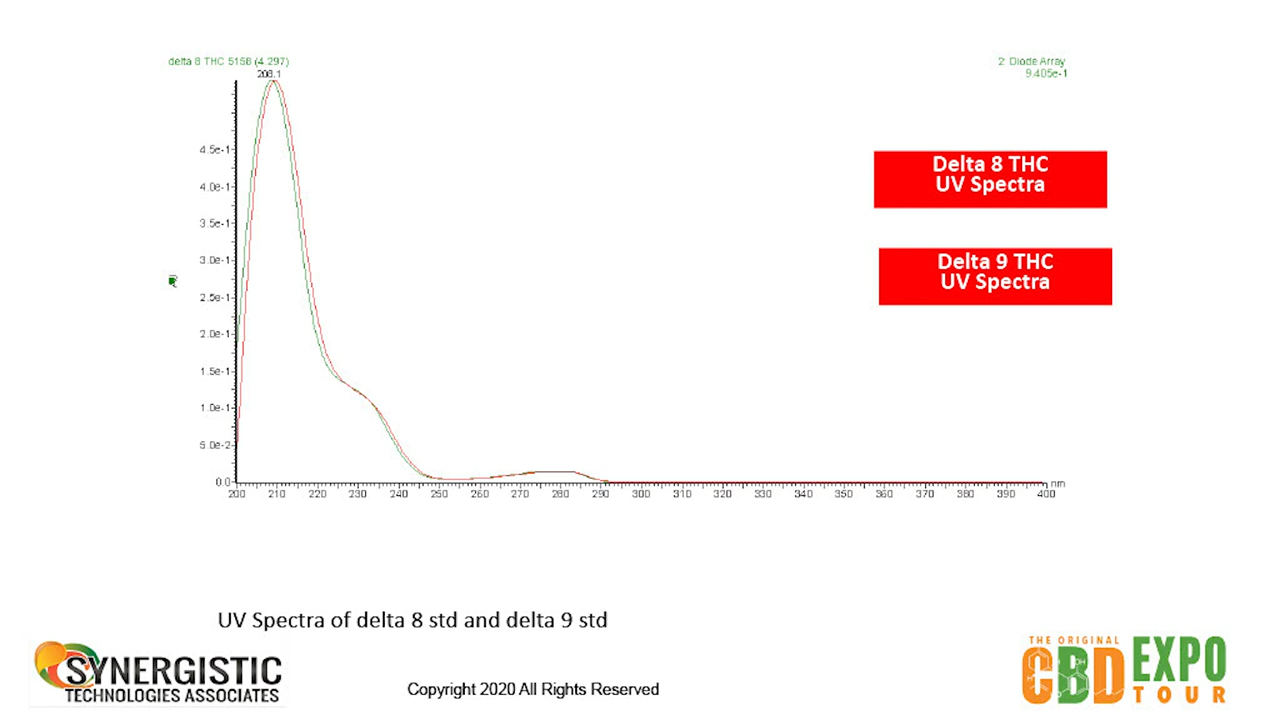 delta 8 THC 5158 (4.297)
2: Diode Array
208.1
9.405e-1
Delta 8 THC
UV Spectra
Delta 9 THC
UV Spectra
4.5e-1
4.0e-1
3.5e-1
3.0e-1
2.5e-1
2.0e-1
1.5e-1
1.0e-1
5.0e-2
0.0
200 210 220 230 240 250 260 270 280 290 300 310 320 330 340 350 360 370 380 390 400 nm
UV Spectra of delta 8 std and delta 9 std
SYNERGISTIC
TECHNOLOGIES ASSOCIATES
Copyright 2020 All Rights Reserved
THE ORIGINAL
CBD EXPO
TOUR